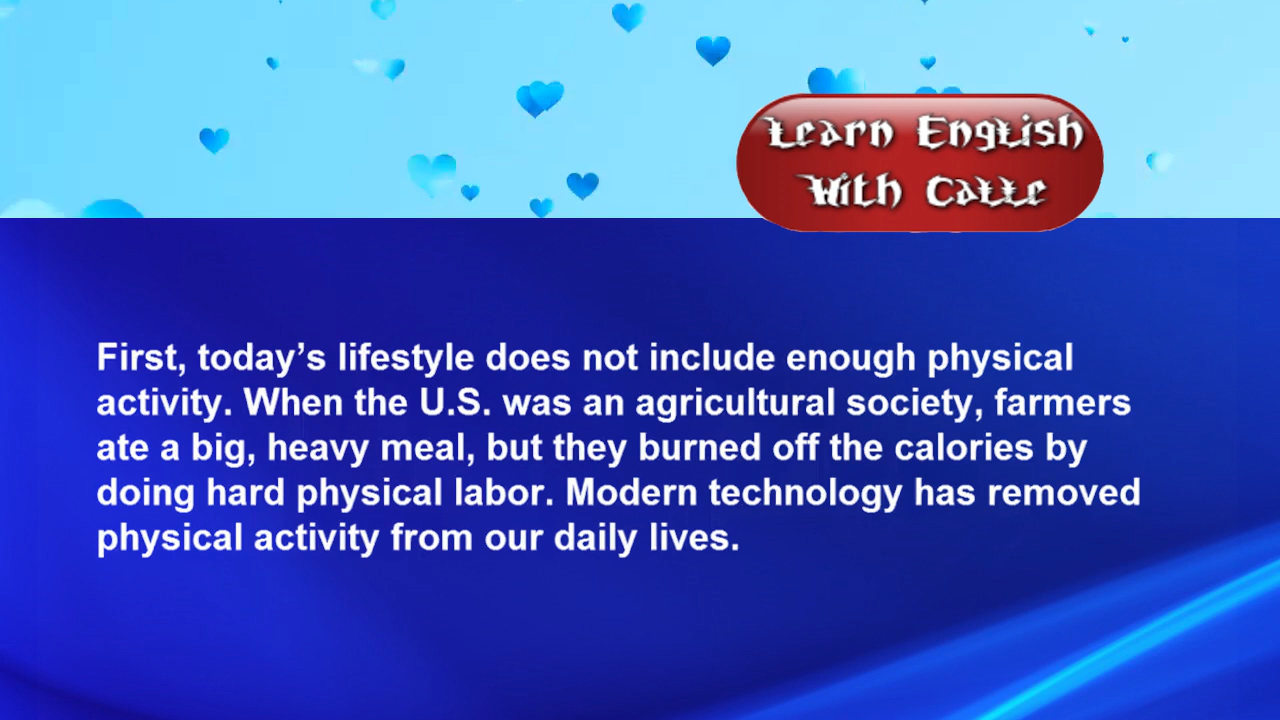 Learn English
With
First, today’s lifestyle does not include enough physical
activity. When the U.S. was an agricultural society, farmers
ate a big, heavy meal, but they burned off the calories by
doing hard physical labor. Modern technology has removed
physical activity from our daily lives.